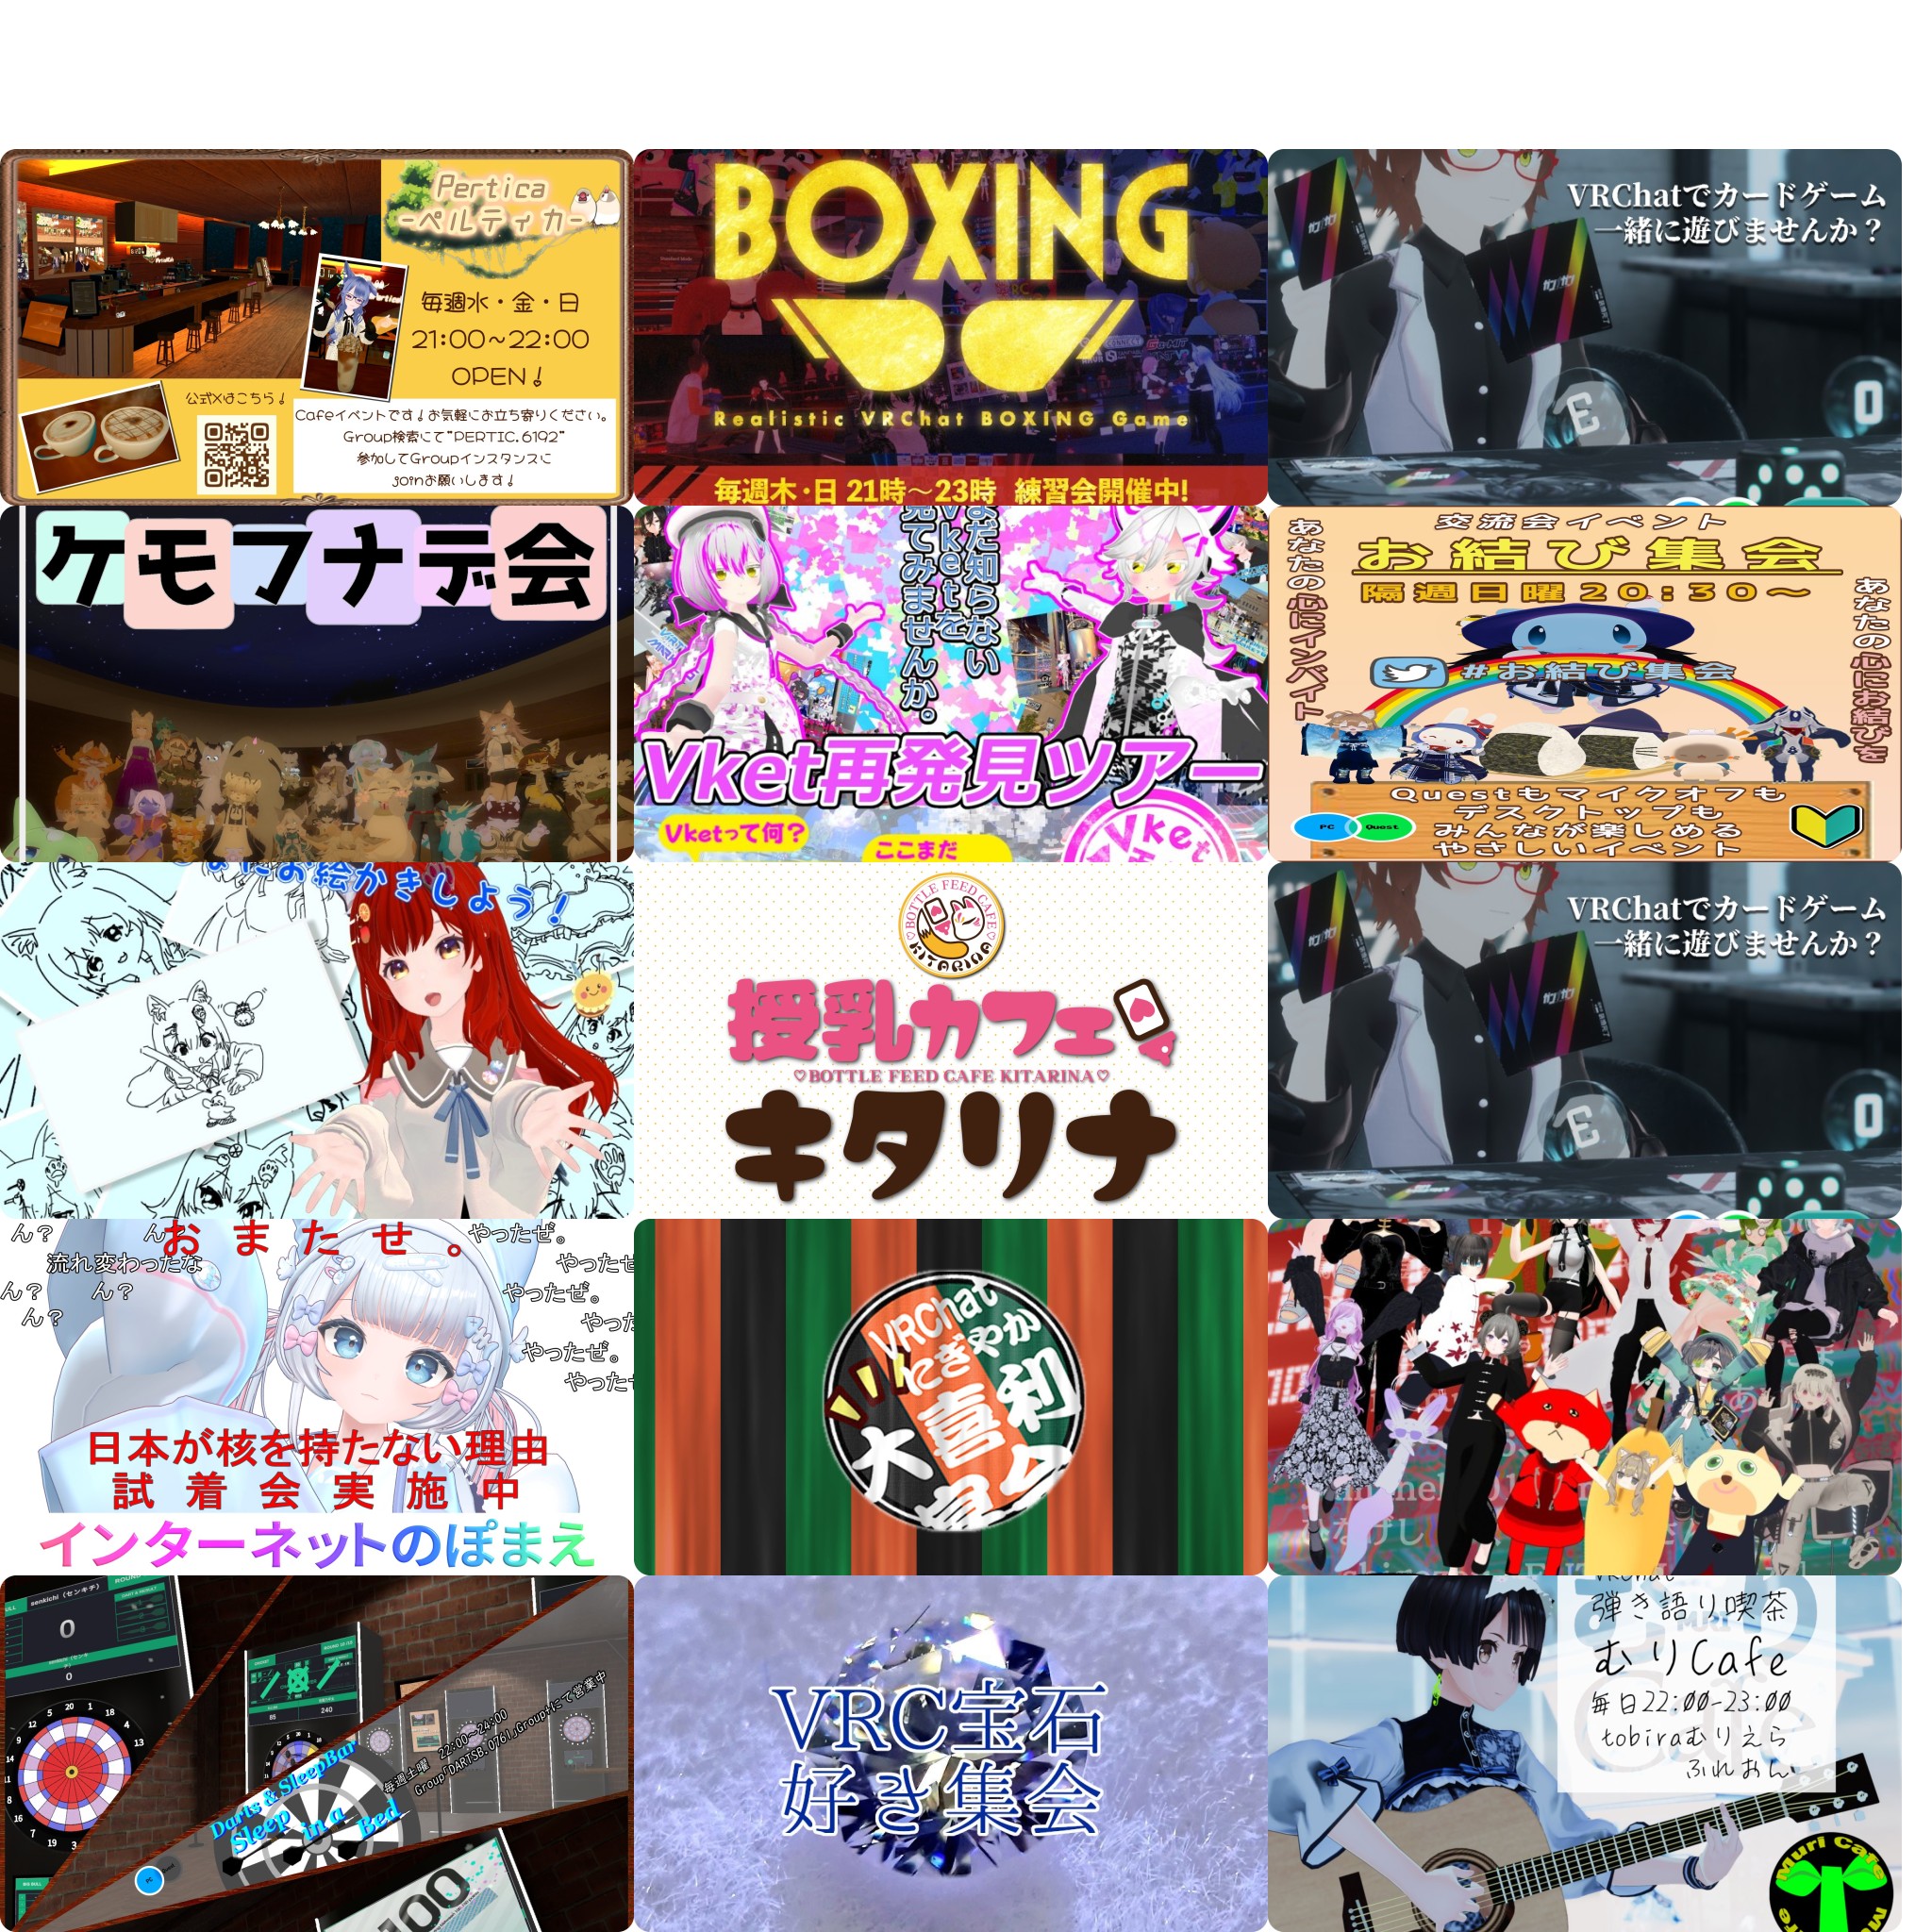 Pertica
-ペルティカ-
毎週水・金・日
21:00~22:00
OPEN!
公式Xはこちら!
Cafeイベントです!お気軽にお立ち寄りください。
Group検索にて"PERTIC.6192"
参加してGroupインスタンスに
joinお願いします!
BOXING
Realistic VRChat BOXING Game
毎週木・日 21時～23時 練習会開催中!
VRChatでカードゲーム
一緒に遊びませんか?
ケモフナデ会
まだ知らない
Vketを
見てみませんか。
Vket再発見ツアー
Vketって何?
ここまだ
Vket
交流会イベント
お結び集会
隔週日曜20:30～
#お結び集会
あなたの心にインバイト
あなたの心にお結びを
Questもマイクオフも
デスクトップも
みんなが楽しめる
やさしいイベント
PC Quest
お絵かきしよう!
BOTTLE FEED CAFE
KITARINA
授乳カフェ
♡BOTTLE FEED CAFE KITARINA♡
キタリナ
VRChatでカードゲーム
一緒に遊びませんか?
おまたせ。
ん?
ん?
流れ変わったな
ん?
ん?
ん?
やったぜ。
やったぜ
やったぜ。
やった
やったぜ。
やったぜ
日本が核を持たない理由
試着会実施中
インターネットのぽまえ
VRChat
にぎやか
大喜利
集会
senkichi (センキチ)
0
0
85
240
Darts & SleepBar
Sleep in a Bed
毎週土曜 22:00～24:00
Group「DARTSB.0761」Group+にて営業中
PC
100
VRC宝石
好き集会
VRChat
弾き語り喫茶
むりCafe
毎日22:00-23:00
tobiraむりえら
ふれおん
Muri Cafe